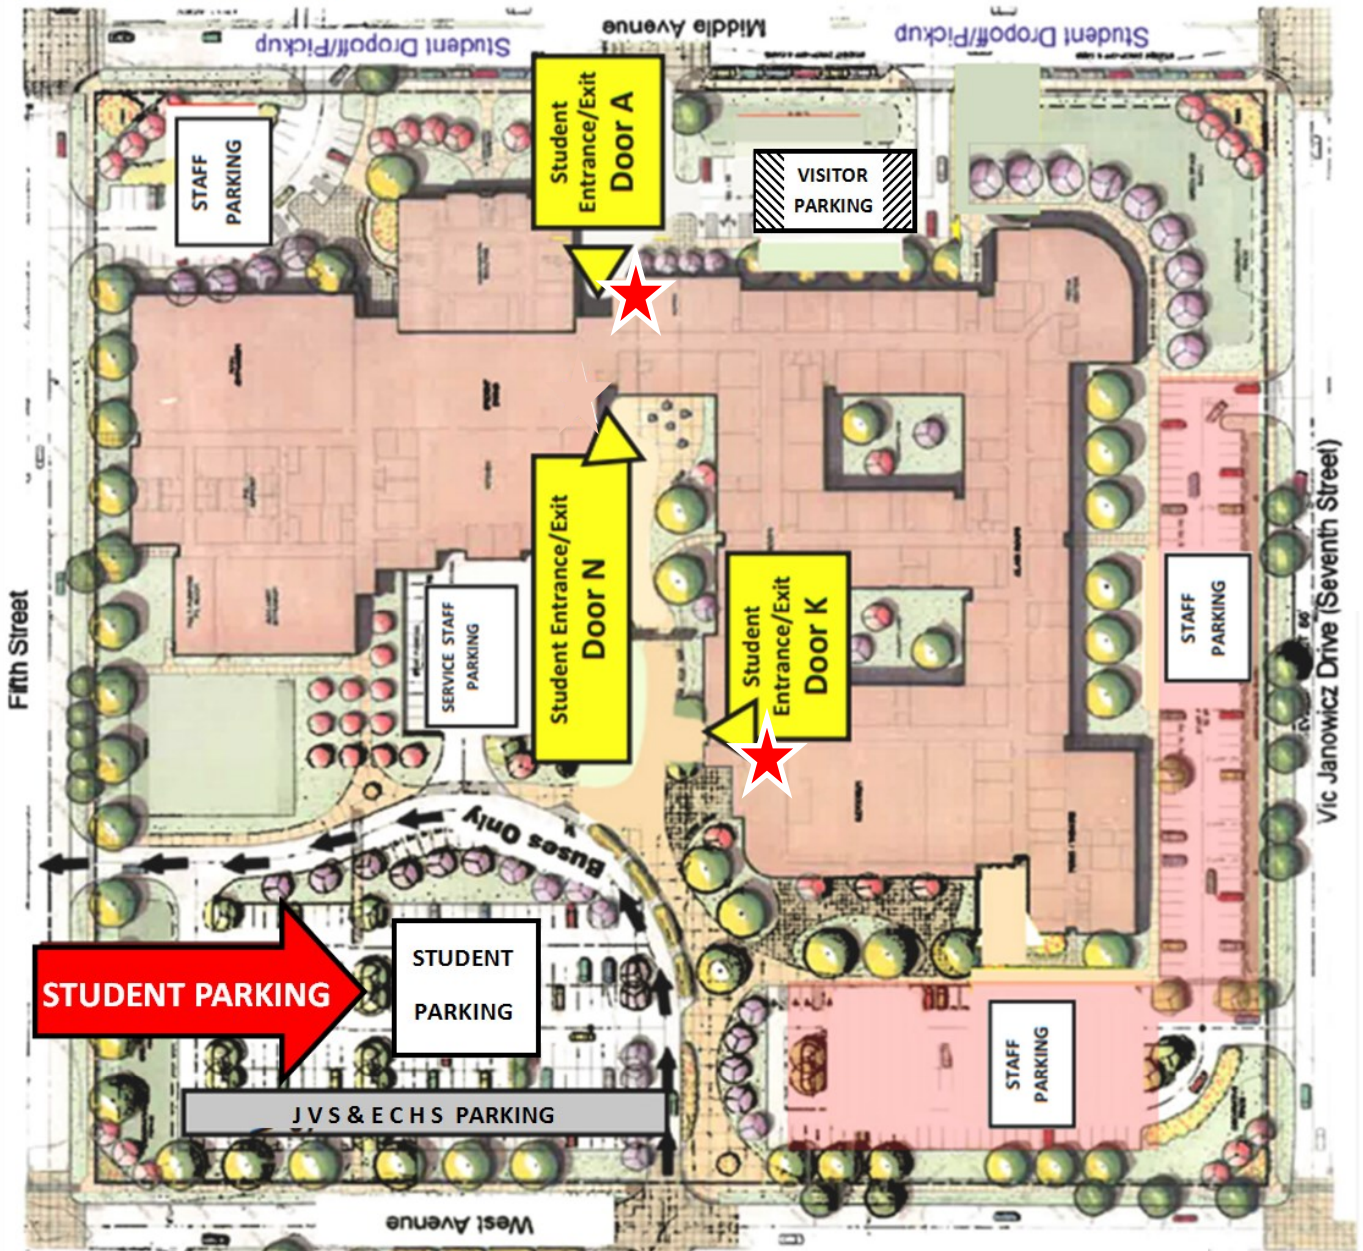 Middle Avenue
Student Dropoff/Pickup
Student Dropoff/Pickup
Student
Entrance/Exit
Door A
STAFF
PARKING
VISITOR
PARKING
Student Entrance/Exit
Door N
Student
Entrance/Exit
Door K
SERVICE STAFF
PARKING
STAFF
PARKING
Fifth Street
Vic Janowicz Drive (Seventh Street)
Buses Only
STUDENT PARKING
STUDENT
PARKING
STAFF
PARKING
J V S & E C H S PARKING
West Avenue